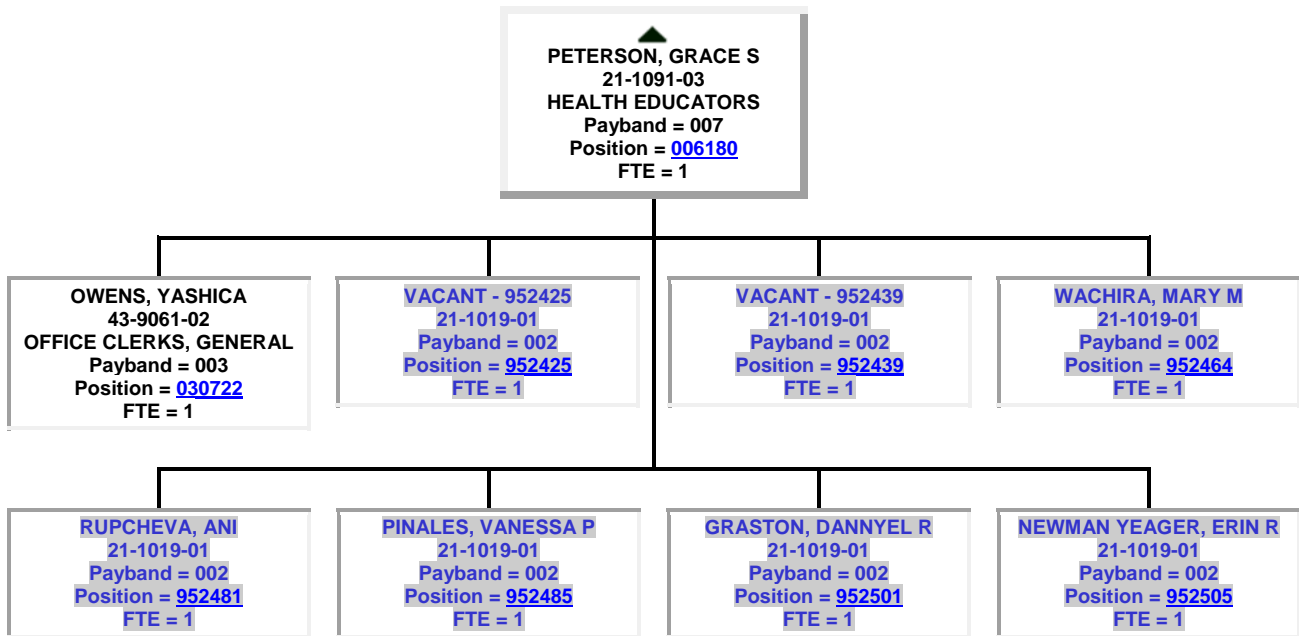 PETERSON, GRACE S
21-1091-03
HEALTH EDUCATORS
Payband = 007
Position = 006180
FTE = 1
OWENS, YASHICA
43-9061-02
OFFICE CLERKS, GENERAL
Payband = 003
Position = 030722
FTE = 1
VACANT - 952425
21-1019-01
Payband = 002
Position = 952425
FTE = 1
VACANT - 952439
21-1019-01
Payband = 002
Position = 952439
FTE = 1
WACHIRA, MARY M
21-1019-01
Payband = 002
Position = 952464
FTE = 1
RUPCHEVA, ANI
21-1019-01
Payband = 002
Position = 952481
FTE = 1
PINALES, VANESSA P
21-1019-01
Payband = 002
Position = 952485
FTE = 1
GRASTON, DANNYEL R
21-1019-01
Payband = 002
Position = 952501
FTE = 1
NEWMAN YEAGER, ERIN R
21-1019-01
Payband = 002
Position = 952505
FTE = 1